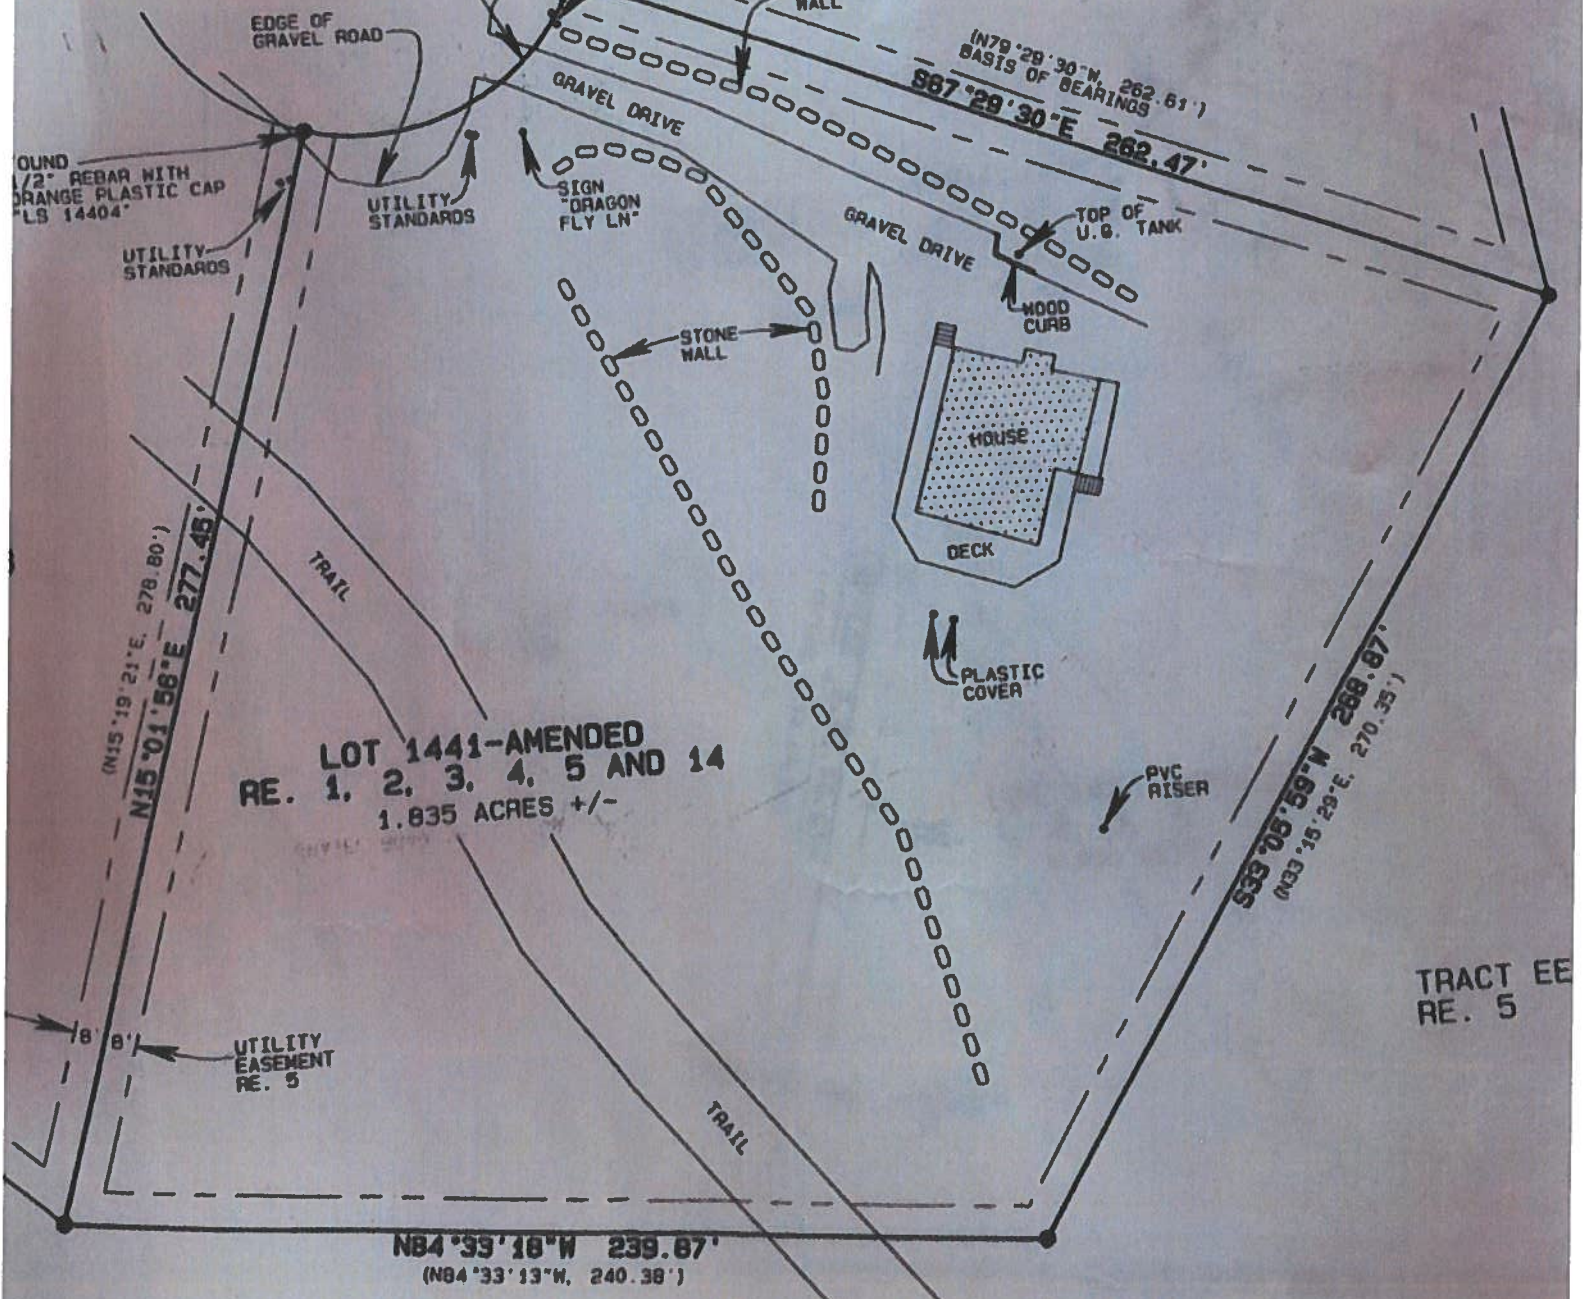 WALL
EDGE OF
GRAVEL ROAD
(N79°29'30"W, 262.61')
BASIS OF BEARINGS
S67°29'30"E 262.47'
GRAVEL DRIVE
OUND
1/2" REBAR WITH
ORANGE PLASTIC CAP
"LS 14404"
UTILITY
STANDARDS
SIGN
"DRAGON
FLY LN"
UTILITY
STANDARDS
GRAVEL DRIVE
TOP OF
U.G. TANK
WOOD
CURB
STONE
WALL
HOUSE
DECK
TRAIL
(N15°19'21"E, 278.80')
N15°01'56"E 277.45'
PLASTIC
COVER
LOT 1441-AMENDED
RE. 1, 2, 3, 4, 5 AND 14
1.835 ACRES +/-
PVC
RISER
S33°05'59"W 268.87'
(N33°15'29"E, 270.35')
TRACT EE
RE. 5
8' 8'
UTILITY
EASEMENT
RE. 5
TRAIL
N84°33'18"W 239.87'
(N84°33'13"W, 240.38')